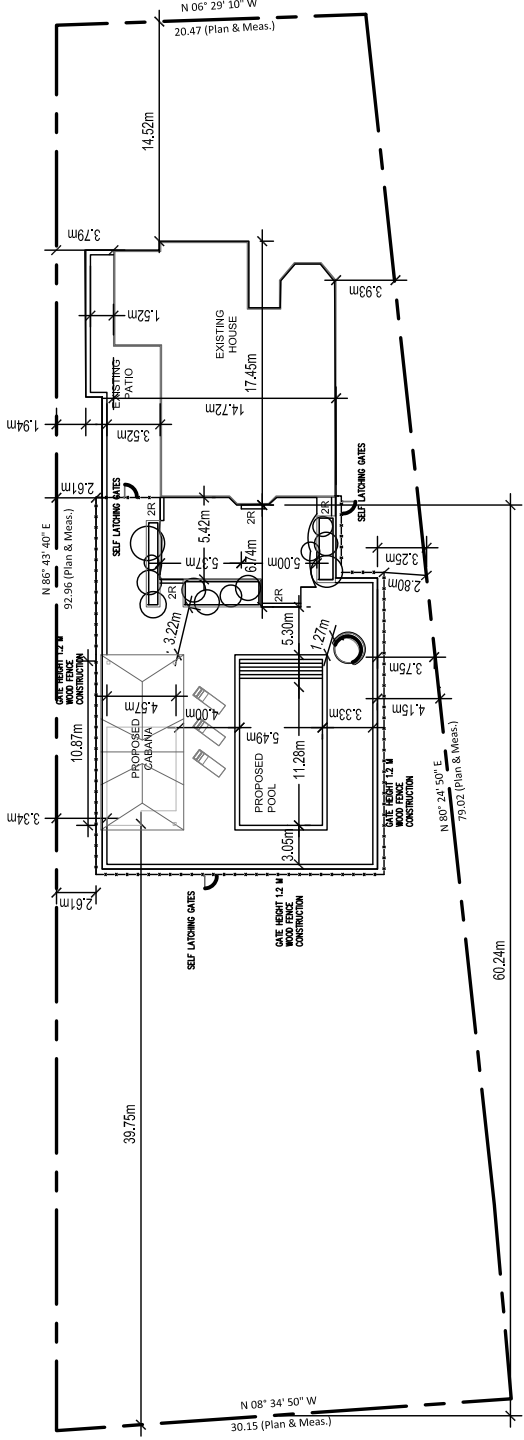 N 06° 29' 10" W
20.47 (Plan & Meas.)
14.52m
3.79m
3.93m
1.52m
EXISTING
HOUSE
EXISTING
PATIO
17.45m
14.72m
1.94m
3.52m
2.61m
SELF LATCHING GATES
SELF LATCHING GATES
N 86° 43' 40" E
92.96 (Plan & Meas.)
2R
2R
2R
5.42m
5.37m
6.74m
5.00m
3.25m
2.80m
2R
2R
3.22m
5.30m
1.27m
GATE HEIGHT 1.2 M
WOOD FENCE
CONSTRUCTION
10.87m
4.57m
4.00m
3.33m
3.75m
4.15m
PROPOSED
CABANA
5.49m
11.28m
PROPOSED
POOL
3.34m
3.05m
GATE HEIGHT 1.2 M
WOOD FENCE
CONSTRUCTION
N 80° 24' 50" E
79.02 (Plan & Meas.)
2.61m
SELF LATCHING GATES
GATE HEIGHT 1.2 M
WOOD FENCE
CONSTRUCTION
60.24m
39.75m
N 08° 34' 50" W
30.15 (Plan & Meas.)